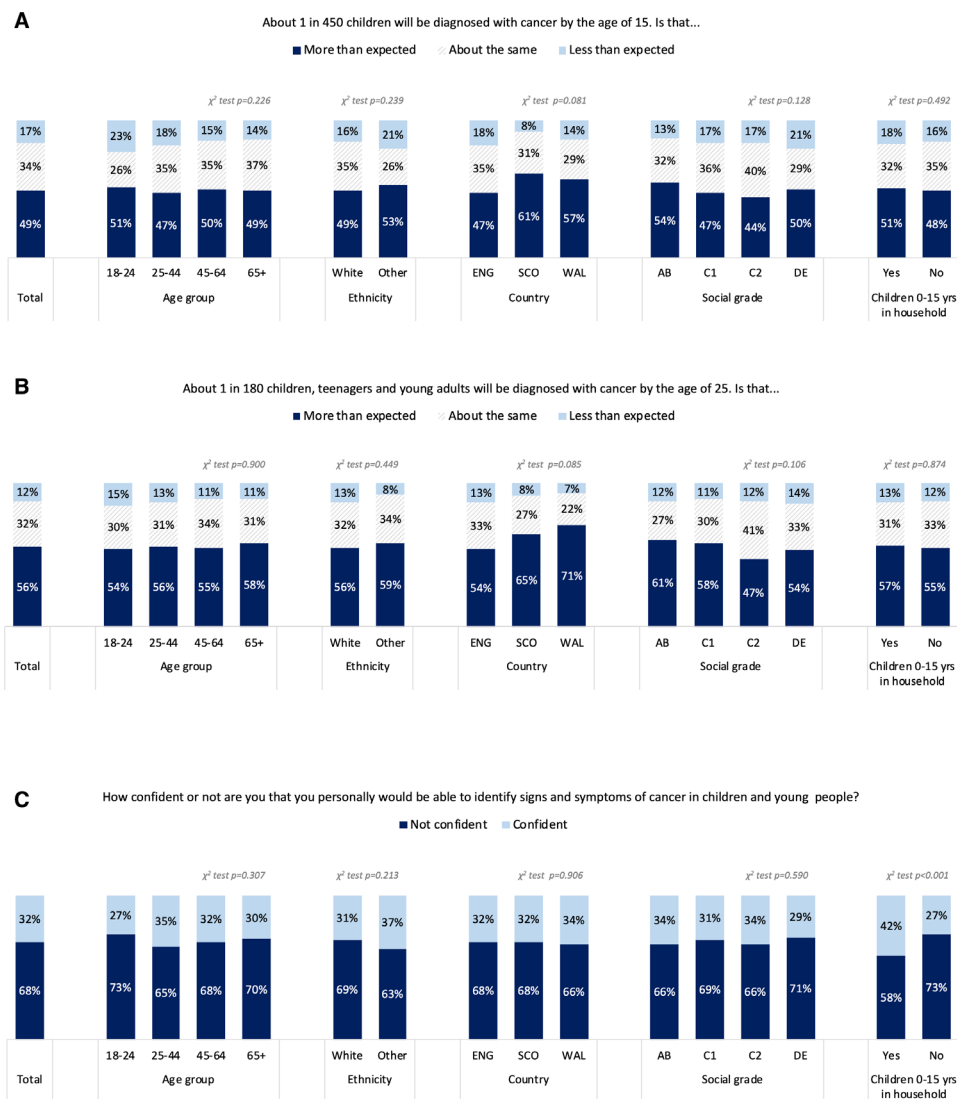 A
About 1 in 450 children will be diagnosed with cancer by the age of 15. Is that...
More than expected About the same Less than expected
χ² test p=0.226 χ² test p=0.239 χ² test p=0.081 χ² test p=0.128 χ² test p=0.492
17% 23% 18% 15% 14% 16% 21% 18% 8% 14% 13% 17% 17% 21% 18% 16%
34% 26% 35% 35% 37% 35% 26% 35% 31% 29% 32% 36% 40% 29% 32% 35%
49% 51% 47% 50% 49% 49% 53% 47% 61% 57% 54% 47% 44% 50% 51% 48%
18-24 25-44 45-64 65+ White Other ENG SCO WAL AB C1 C2 DE Yes No
Total Age group Ethnicity Country Social grade Children 0-15 yrs
in household
B
About 1 in 180 children, teenagers and young adults will be diagnosed with cancer by the age of 25. Is that...
More than expected About the same Less than expected
χ² test p=0.900 χ² test p=0.449 χ² test p=0.085 χ² test p=0.106 χ² test p=0.874
12% 15% 13% 11% 11% 13% 8% 13% 8% 7% 12% 11% 12% 14% 13% 12%
32% 30% 31% 34% 31% 32% 34% 33% 27% 22% 27% 30% 41% 33% 31% 33%
56% 54% 56% 55% 58% 56% 59% 54% 65% 71% 61% 58% 47% 54% 57% 55%
18-24 25-44 45-64 65+ White Other ENG SCO WAL AB C1 C2 DE Yes No
Total Age group Ethnicity Country Social grade Children 0-15 yrs
in household
C
How confident or not are you that you personally would be able to identify signs and symptoms of cancer in children and young people?
Not confident Confident
χ² test p=0.307 χ² test p=0.213 χ² test p=0.906 χ² test p=0.590 χ² test p<0.001
32% 27% 35% 32% 30% 31% 37% 32% 32% 34% 34% 31% 34% 29% 42% 27%
68% 73% 65% 68% 70% 69% 63% 68% 68% 66% 66% 69% 66% 71% 58% 73%
18-24 25-44 45-64 65+ White Other ENG SCO WAL AB C1 C2 DE Yes No
Total Age group Ethnicity Country Social grade Children 0-15 yrs
in household